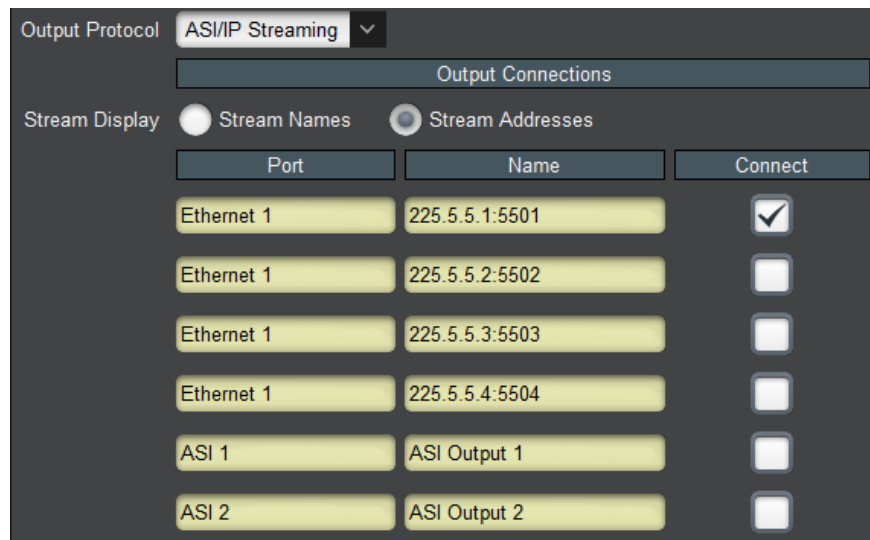 Output Protocol ASI/IP Streaming
Output Connections
Stream Display Stream Names Stream Addresses
Port Name Connect
Ethernet 1 225.5.5.1:5501
Ethernet 1 225.5.5.2:5502
Ethernet 1 225.5.5.3:5503
Ethernet 1 225.5.5.4:5504
ASI 1 ASI Output 1
ASI 2 ASI Output 2